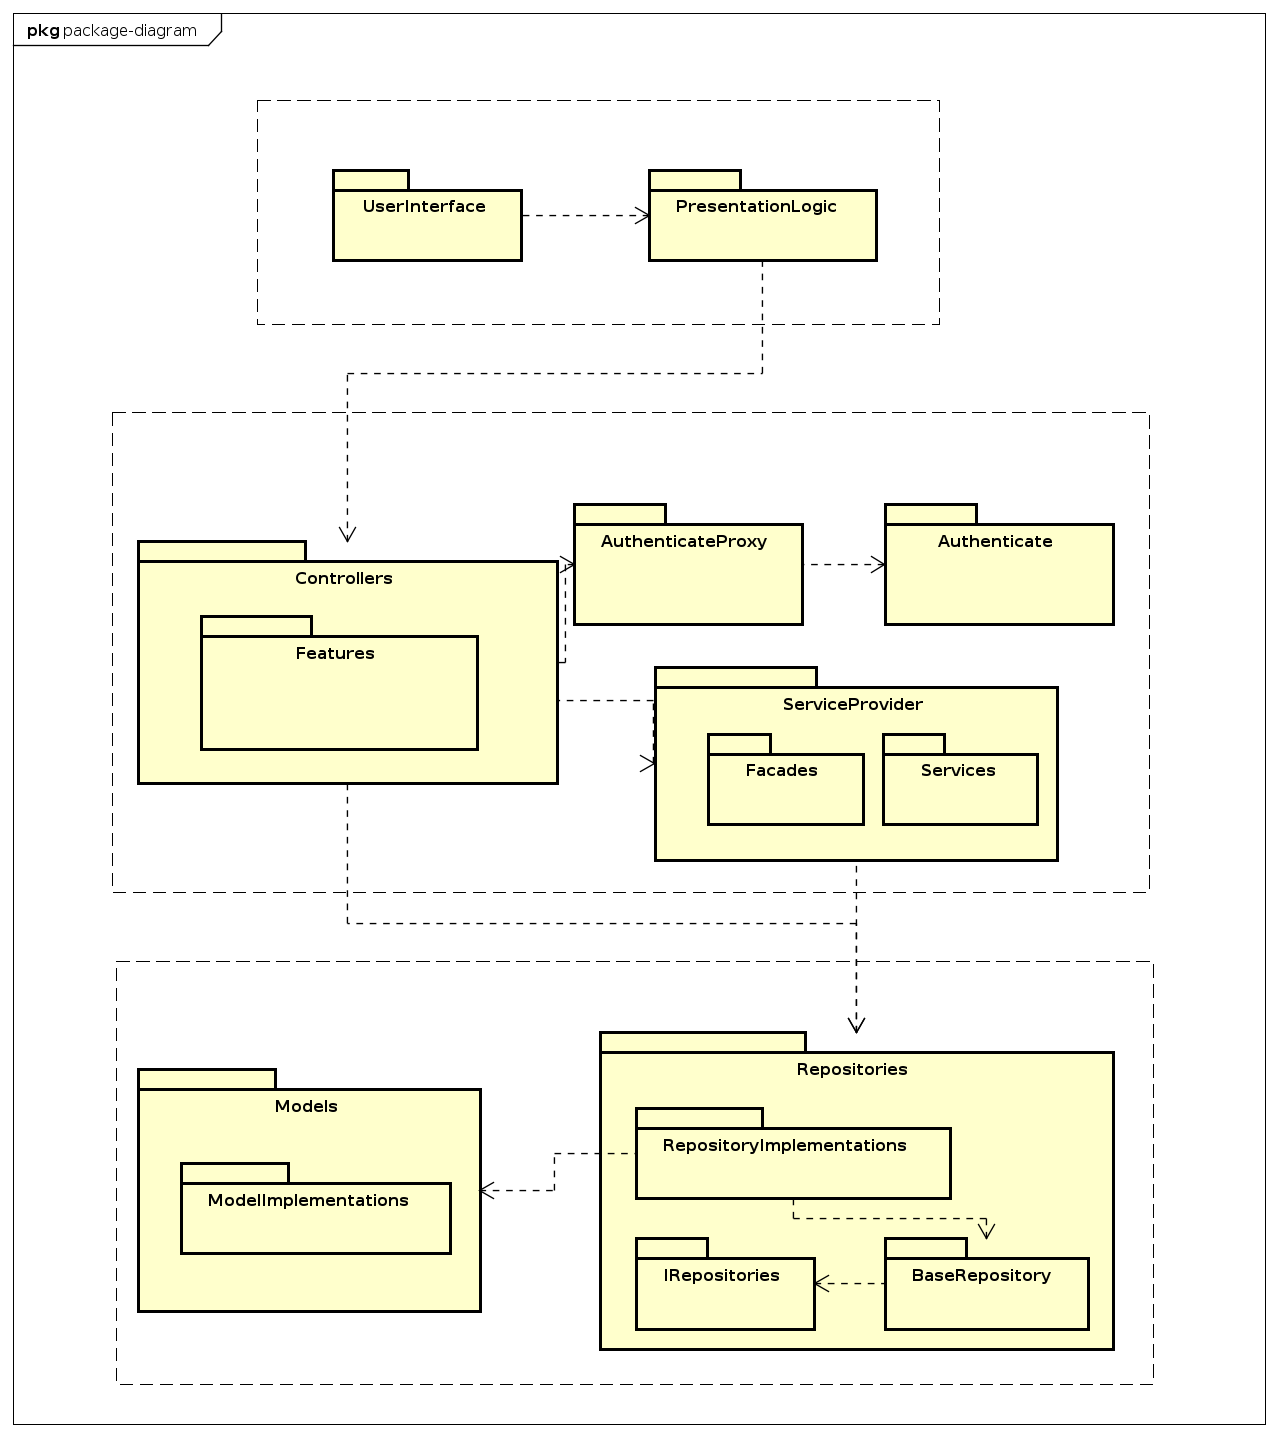 pkg package-diagram
UserInterface
PresentationLogic
AuthenticateProxy
Authenticate
Controllers
Features
ServiceProvider
Facades
Services
Repositories
Models
RepositoryImplementations
ModelImplementations
IRepositories
BaseRepository